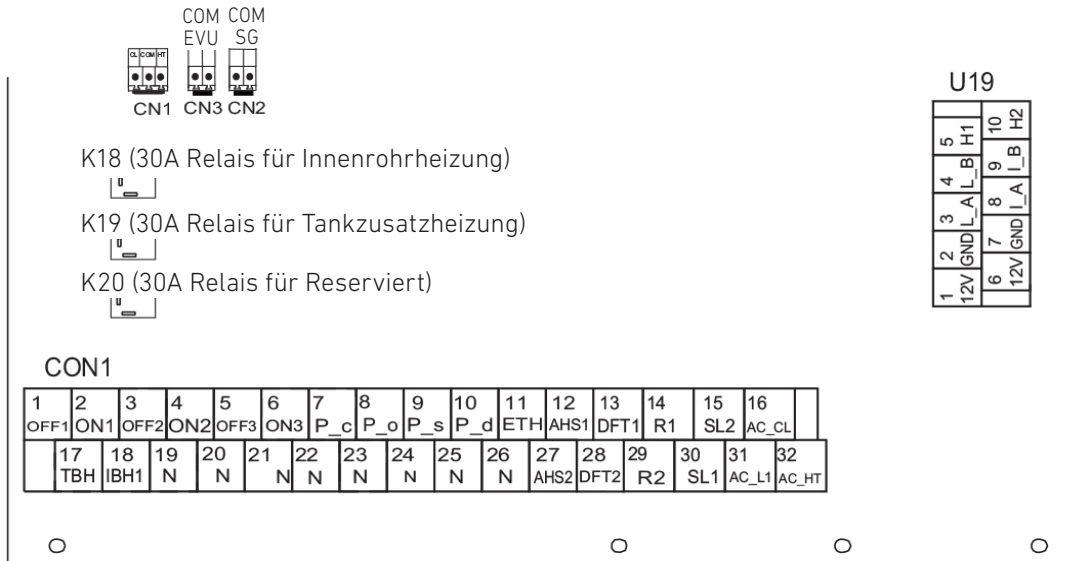 COM COM
EVU SG
CL COM HT
CN1 CN3 CN2
K18 (30A Relais für Innenrohrheizung)
K19 (30A Relais für Tankzusatzheizung)
K20 (30A Relais für Reserviert)
U19
5 H1 10 H2
4 L_B 9 I_B
3 L_A 8 I_A
2 GND 7 GND
1 12V 6 12V
CON1
1 2 3 4 5 6 7 8 9 10 11 12 13 14 15 16
OFF1 ON1 OFF2 ON2 OFF3 ON3 P_c P_o P_s P_d ETH AHS1 DFT1 R1 SL2 AC_CL
17 18 19 20 21 22 23 24 25 26 27 28 29 30 31 32
TBH IBH1 N N N N N N N N AHS2 DFT2 R2 SL1 AC_L1 AC_HT